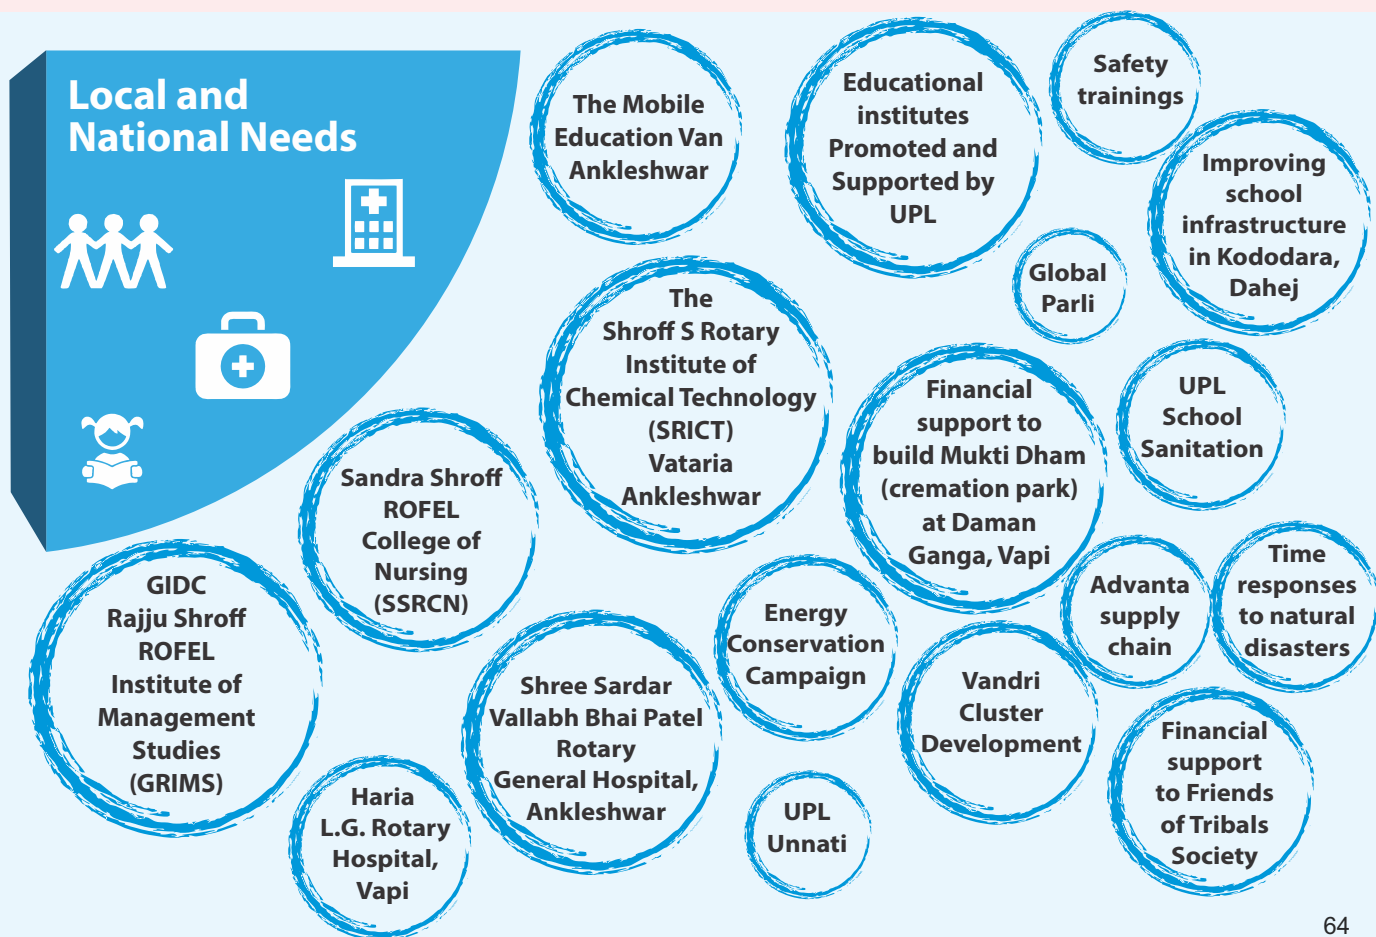 Local and
National Needs
The Mobile
Education Van
Ankleshwar
Educational
institutes
Promoted and
Supported by
UPL
Safety
trainings
Improving
school
infrastructure
in Kododara,
Dahej
Global
Parli
The
Shroff S Rotary
Institute of
Chemical Technology
(SRICT)
Vataria
Ankleshwar
Financial
support to
build Mukti Dham
(cremation park)
at Daman
Ganga, Vapi
UPL
School
Sanitation
Sandra Shroff
ROFEL
College of
Nursing
(SSRCN)
GIDC
Rajju Shroff
ROFEL
Institute of
Management
Studies
(GRIMS)
Energy
Conservation
Campaign
Advanta
supply
chain
Time
responses
to natural
disasters
Shree Sardar
Vallabh Bhai Patel
Rotary
General Hospital,
Ankleshwar
Vandri
Cluster
Development
Financial
support
to Friends
of Tribals
Society
Haria
L.G. Rotary
Hospital,
Vapi
UPL
Unnati
64